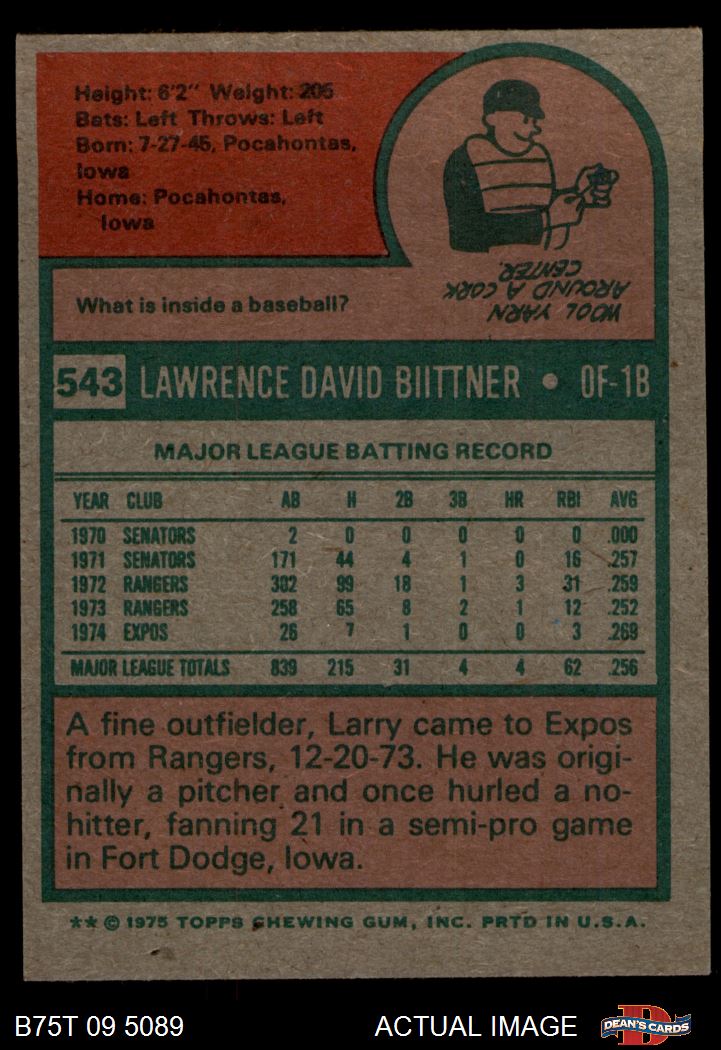 Height: 6'2" Weight: 205
Bats: Left Throws: Left
Born: 7-27-45, Pocahontas,
Iowa
Home: Pocahontas,
Iowa
What is inside a baseball?
WOOL YARN
AROUND A CORK
CENTER.
543 LAWRENCE DAVID BIITTNER • OF-1B
MAJOR LEAGUE BATTING RECORD
YEAR CLUB AB H 2B 3B HR RBI AVG
1970 SENATORS 2 0 0 0 0 0 .000
1971 SENATORS 171 44 4 1 0 16 .257
1972 RANGERS 382 99 18 1 3 31 .259
1973 RANGERS 258 65 8 2 1 12 .252
1974 EXPOS 26 7 1 0 0 3 .269
MAJOR LEAGUE TOTALS 839 215 31 4 4 62 .256
A fine outfielder, Larry came to Expos
from Rangers, 12-20-73. He was origi-
nally a pitcher and once hurled a no-
hitter, fanning 21 in a semi-pro game
in Fort Dodge, Iowa.
** © 1975 TOPPS CHEWING GUM, INC. PRTD IN U.S.A.
B75T 09 5089 ACTUAL IMAGE DEAN'S CARDS